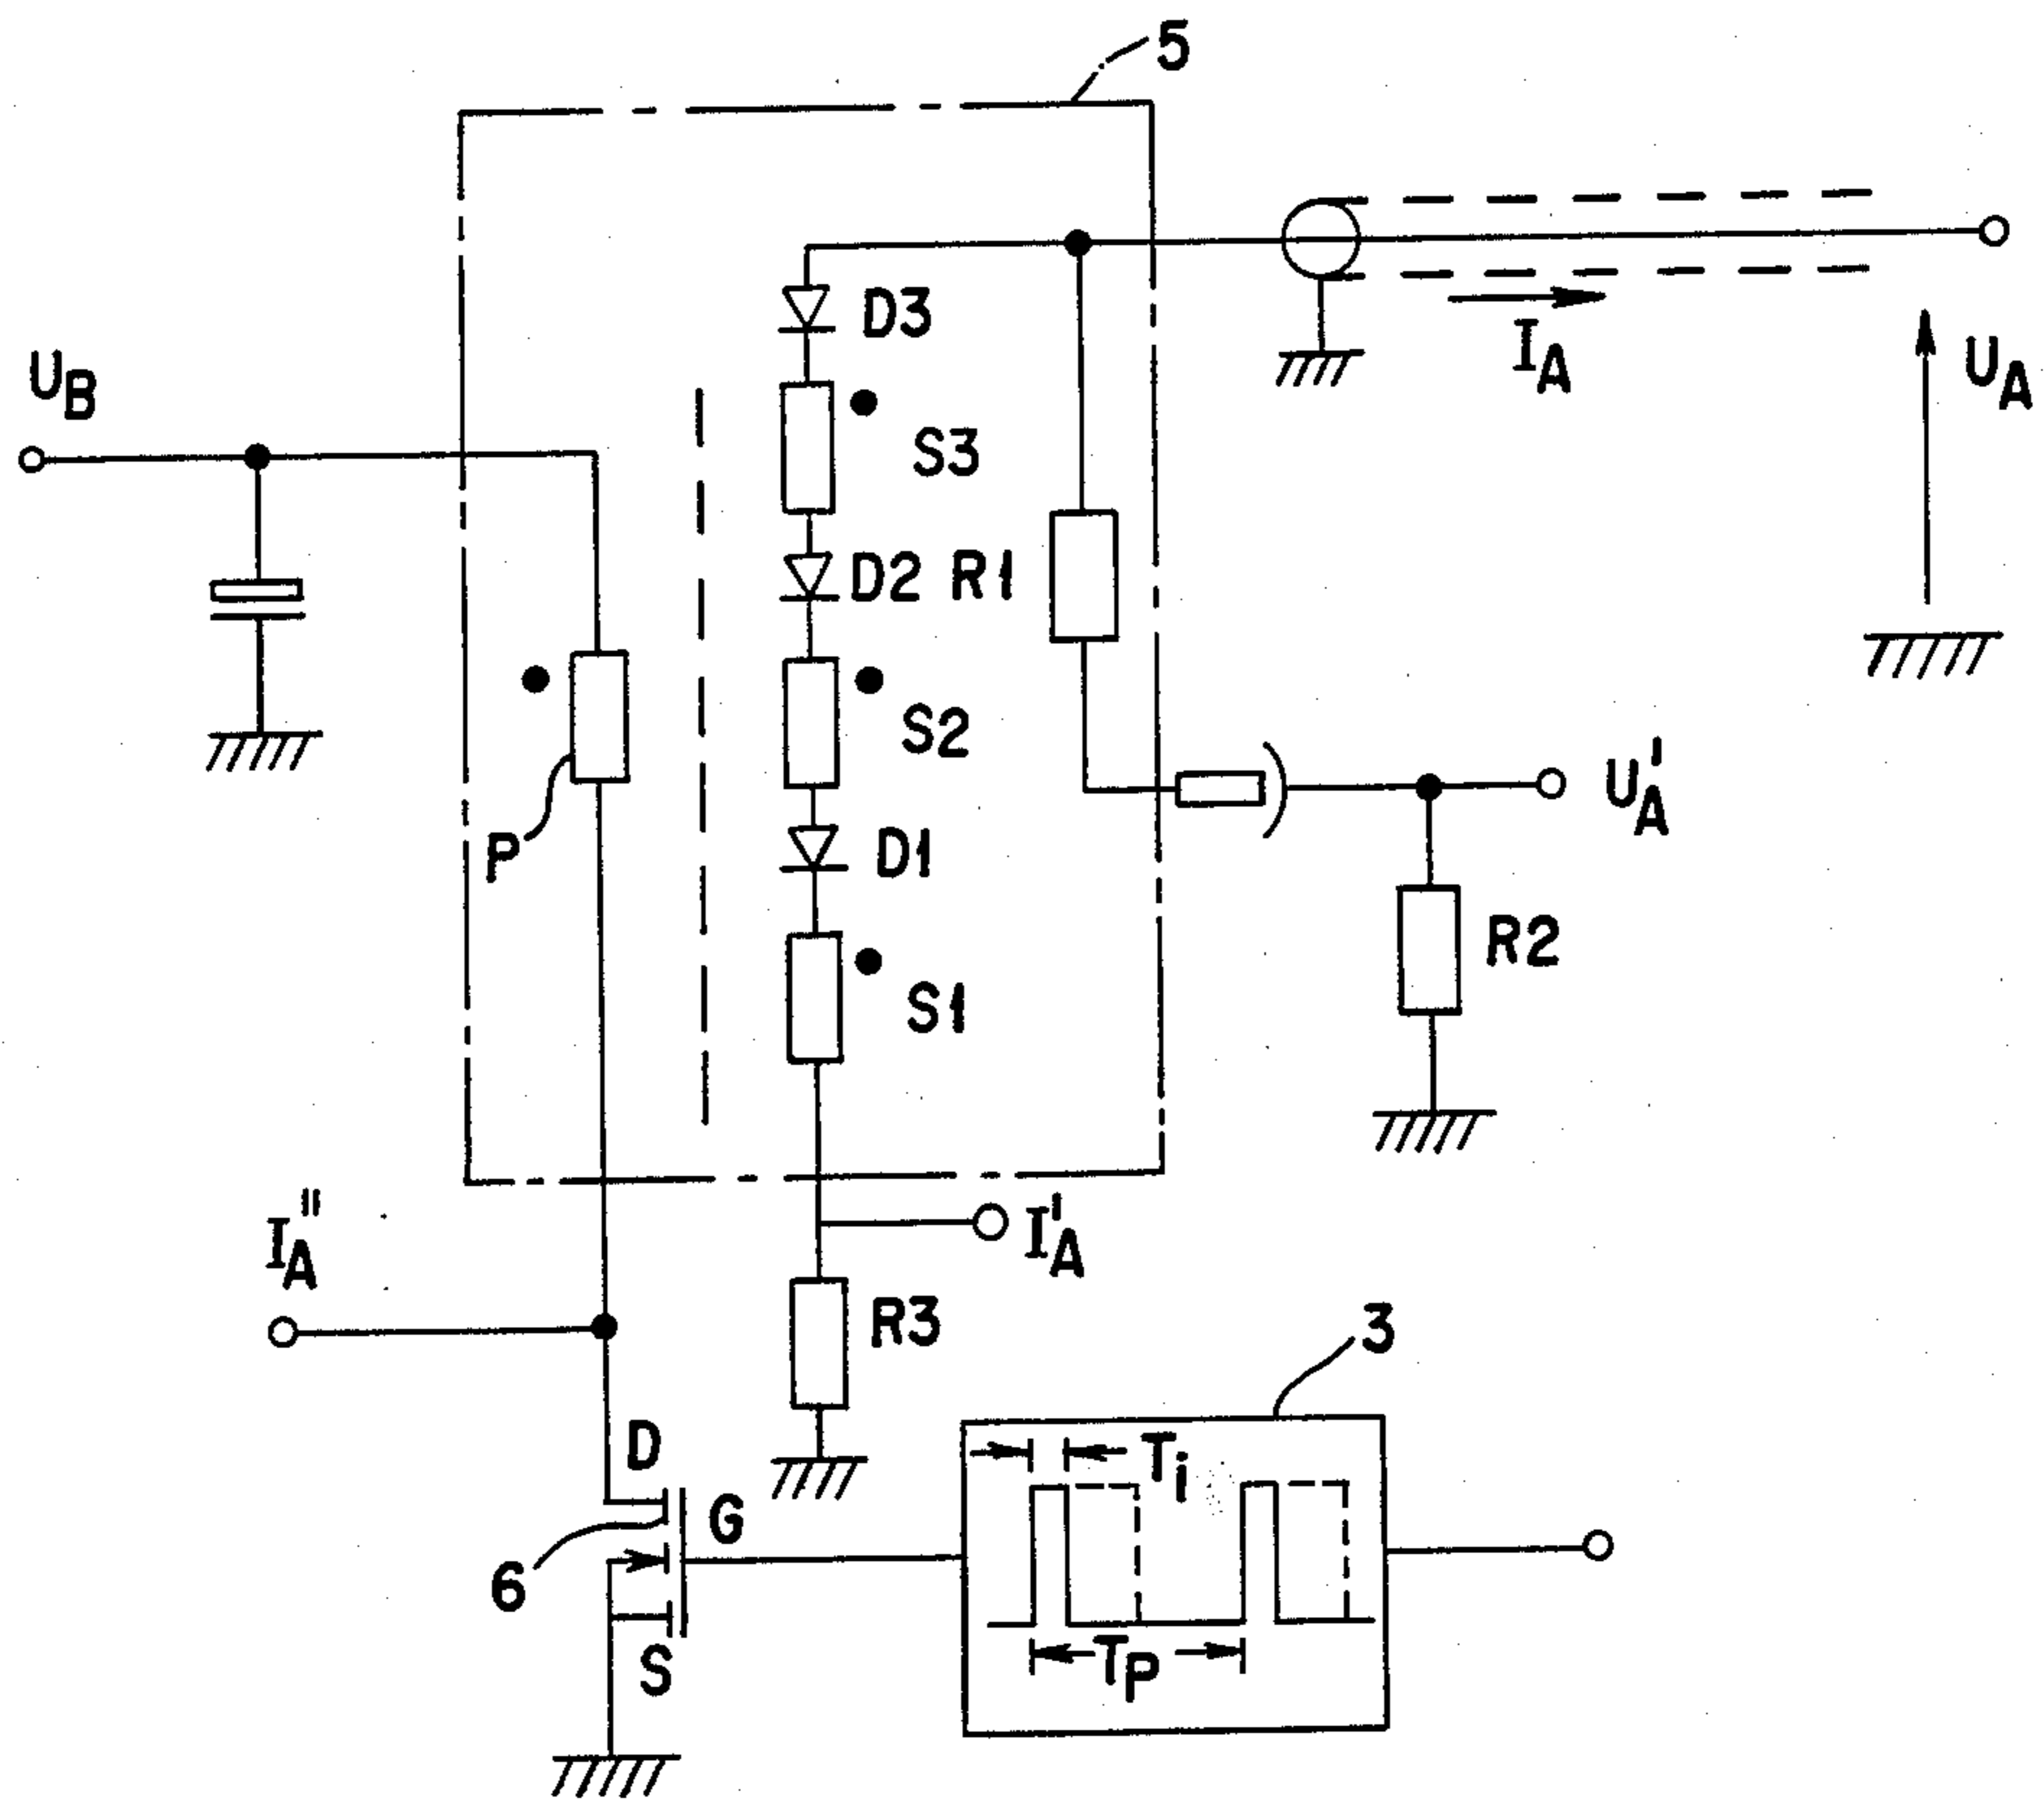 5
D3
I_A
U_A
U_B
S3
D2
R1
S2
U'_A
P
D1
R2
S1
I''_A
I'_A
R3
3
D
T_i
G
6
T_P
S